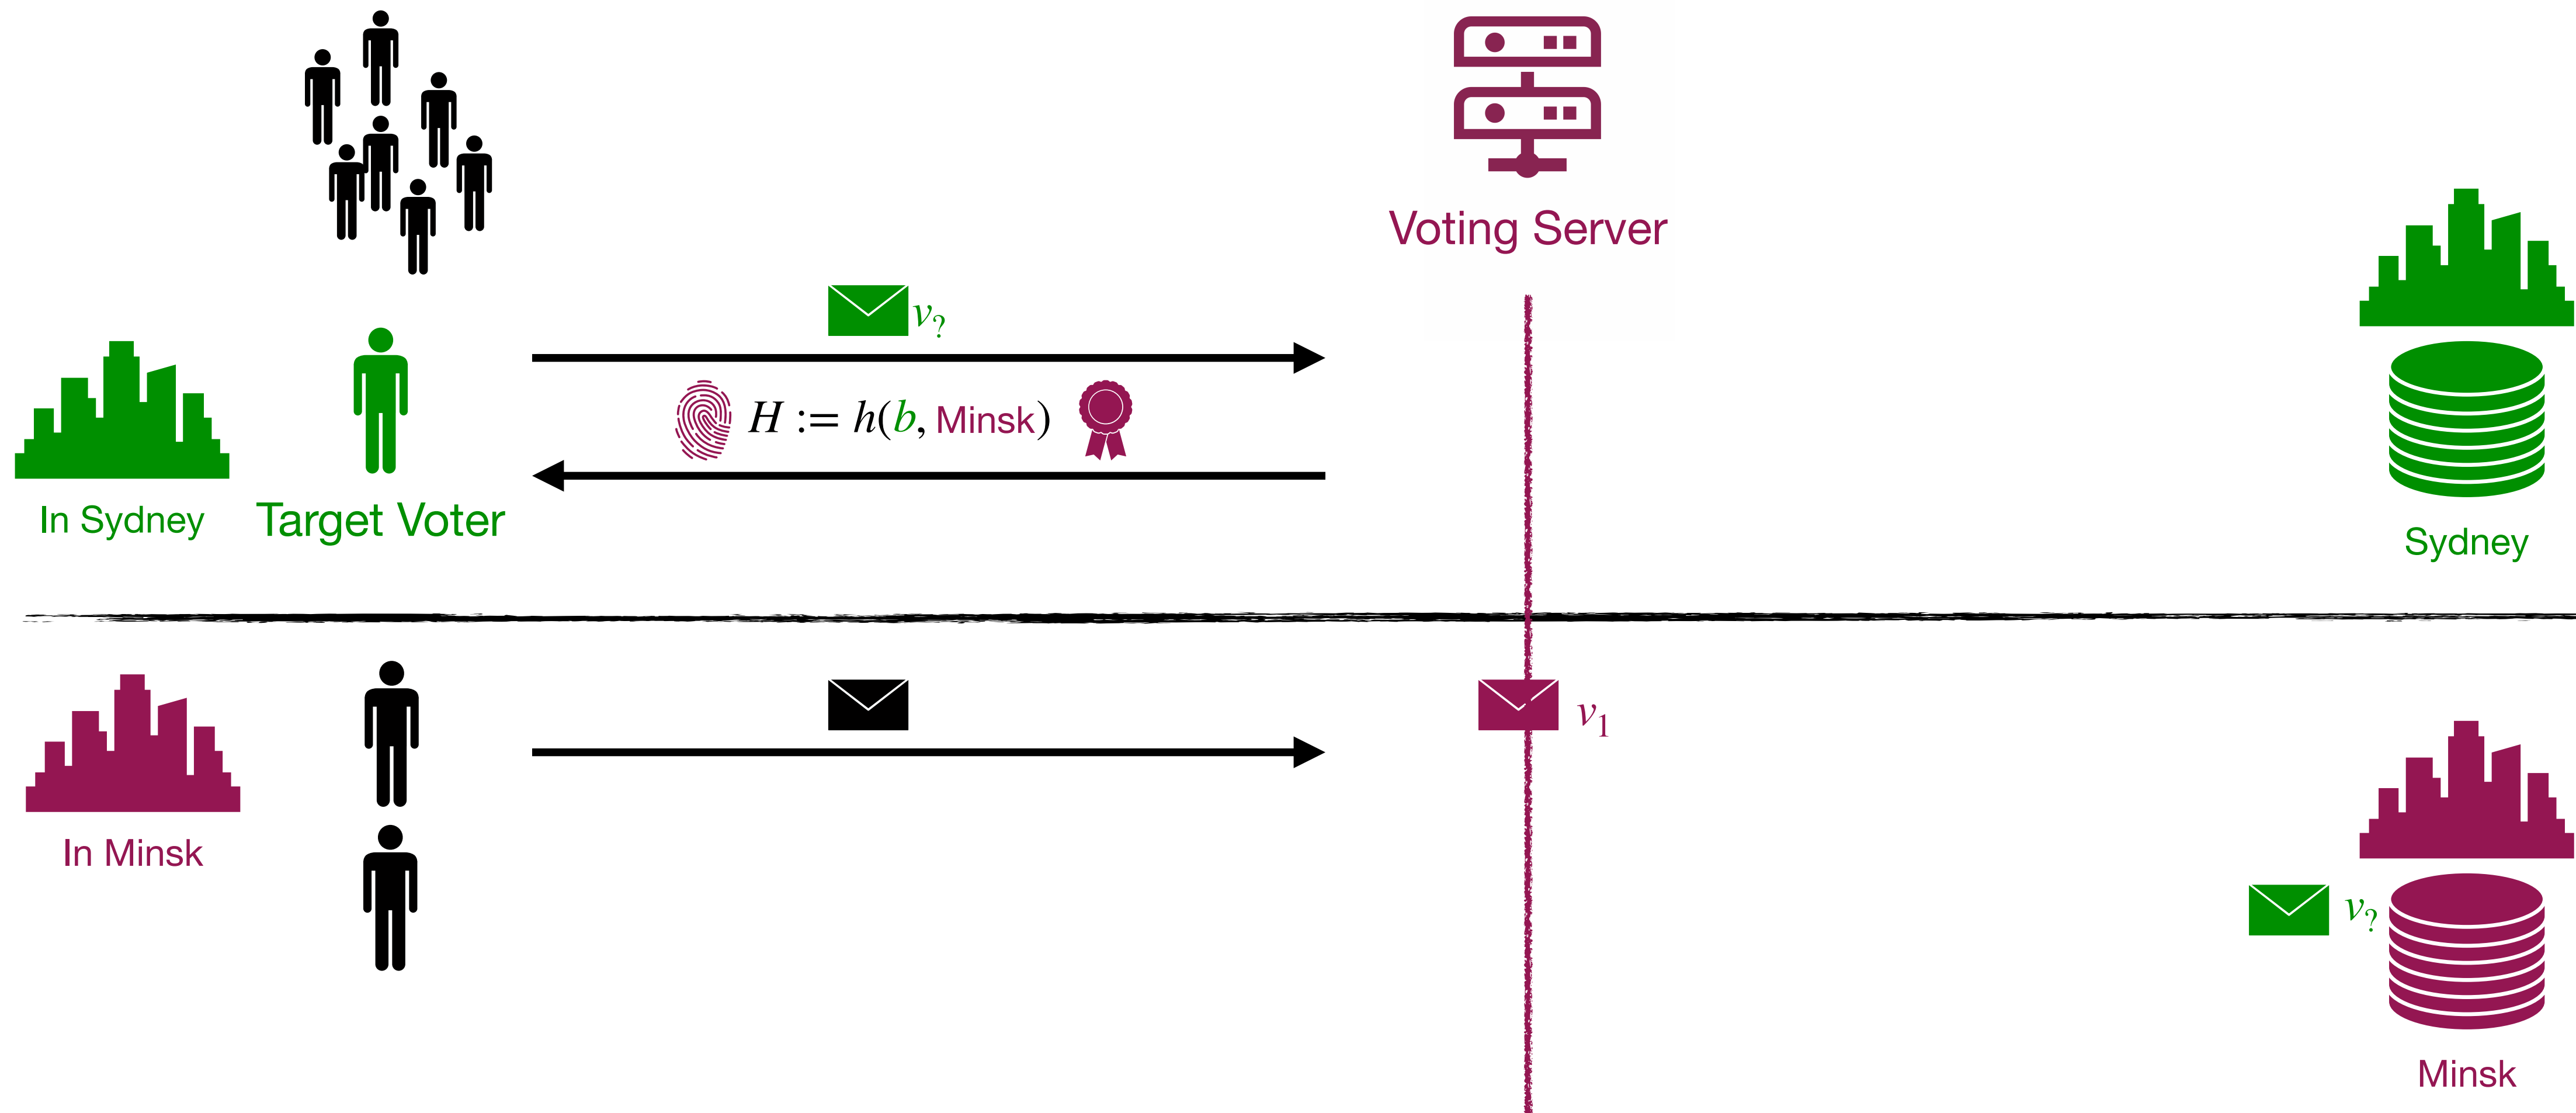 Voting Server
v?
H := h(b, Minsk)
In Sydney
Target Voter
Sydney
v1
In Minsk
v?
Minsk